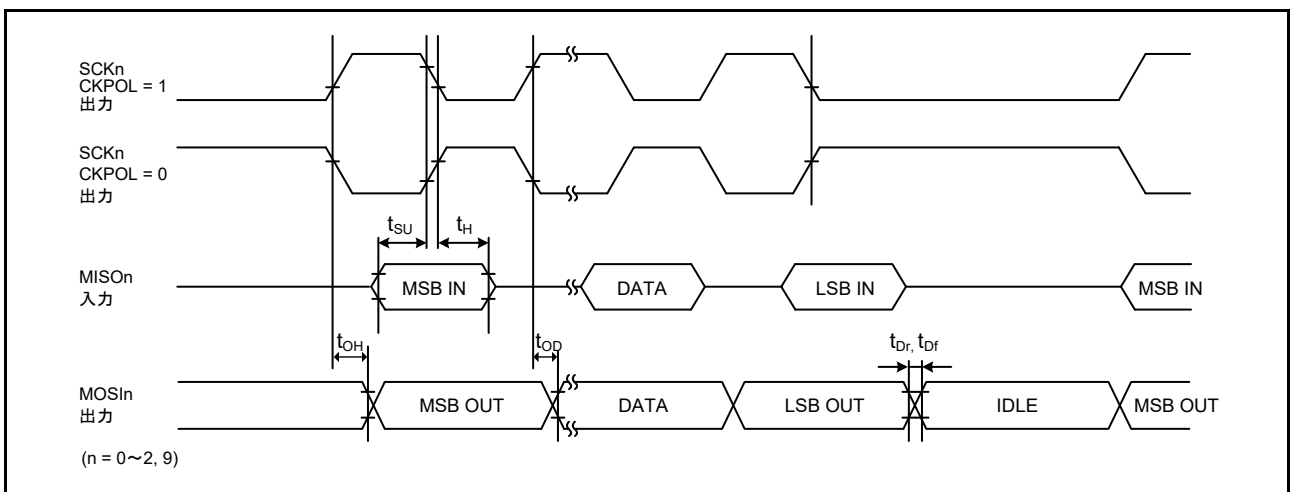 SCKn
CKPOL = 1
出力
SCKn
CKPOL = 0
出力
tSU
tH
MISOn
入力
MSB IN
DATA
LSB IN
MSB IN
tOH
tOD
tDr, tDf
MOSIn
出力
MSB OUT
DATA
LSB OUT
IDLE
MSB OUT
(n = 0～2, 9)